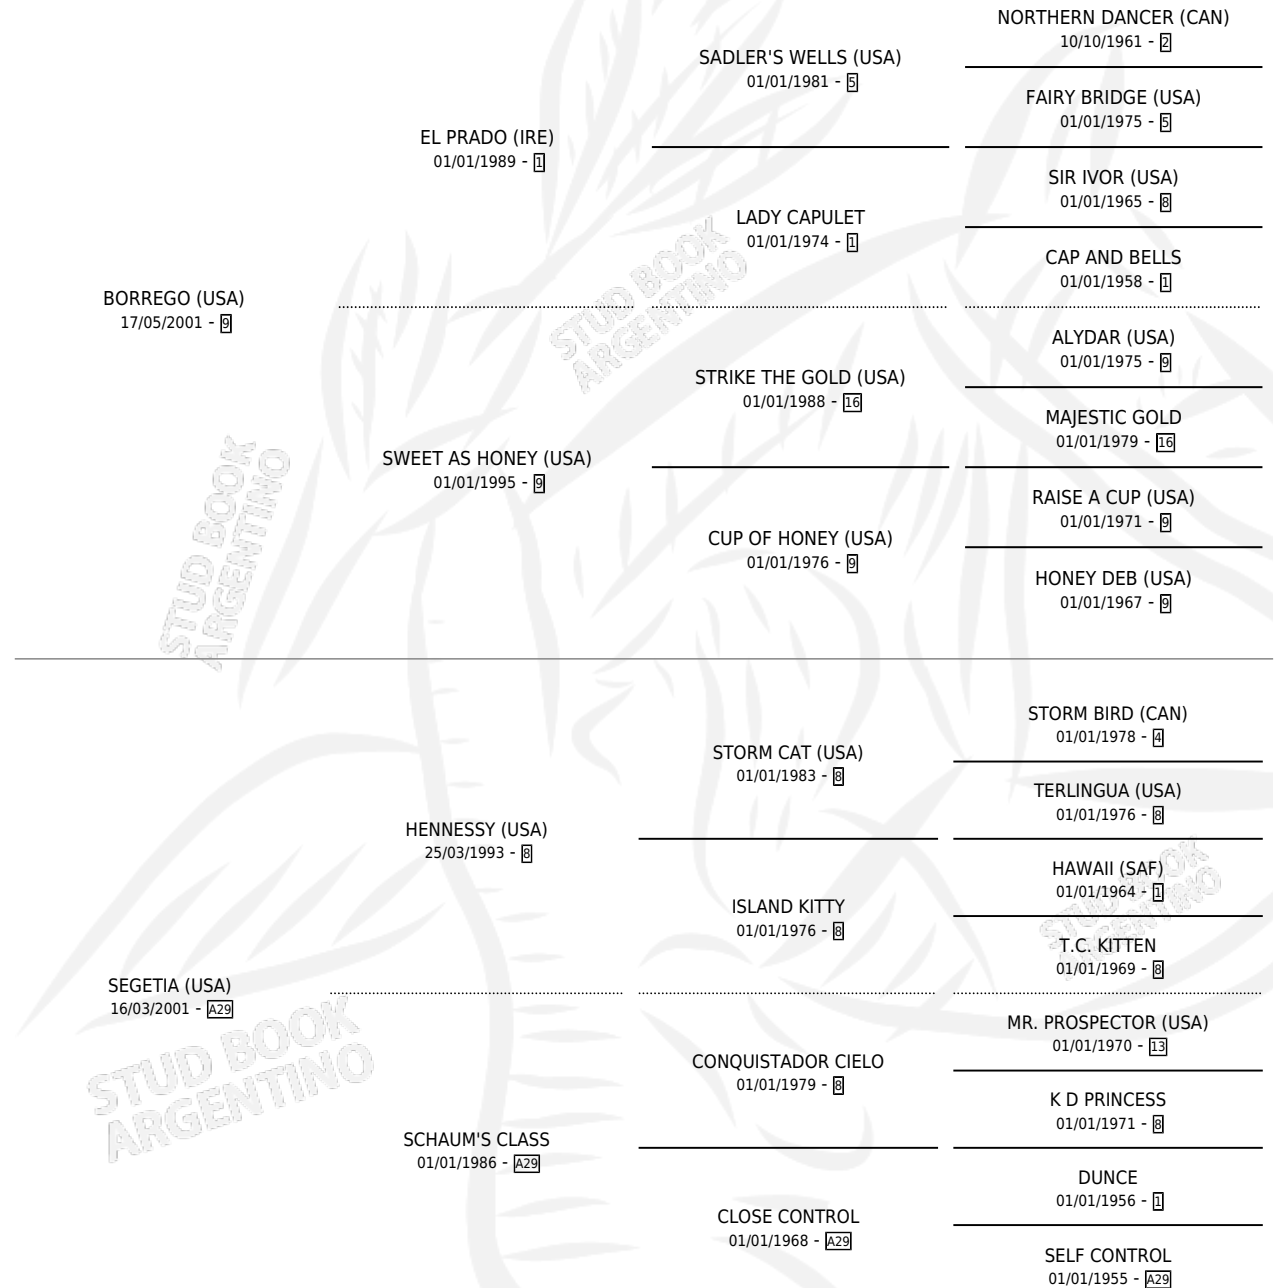 NORTHERN DANCER (CAN)
10/10/1961 - 2
SADLER'S WELLS (USA)
01/01/1981 - 5
FAIRY BRIDGE (USA)
01/01/1975 - 5
EL PRADO (IRE)
01/01/1989 - 1
SIR IVOR (USA)
01/01/1965 - 8
LADY CAPULET
01/01/1974 - 1
CAP AND BELLS
01/01/1958 - 1
BORREGO (USA)
17/05/2001 - 9
ALYDAR (USA)
01/01/1975 - 9
STRIKE THE GOLD (USA)
01/01/1988 - 16
MAJESTIC GOLD
01/01/1979 - 16
SWEET AS HONEY (USA)
01/01/1995 - 9
RAISE A CUP (USA)
01/01/1971 - 9
CUP OF HONEY (USA)
01/01/1976 - 9
HONEY DEB (USA)
01/01/1967 - 9
STORM BIRD (CAN)
01/01/1978 - 4
STORM CAT (USA)
01/01/1983 - 8
TERLINGUA (USA)
01/01/1976 - 8
HENNESSY (USA)
25/03/1993 - 8
HAWAII (SAF)
01/01/1964 - 1
ISLAND KITTY
01/01/1976 - 8
T.C. KITTEN
01/01/1969 - 8
SEGETIA (USA)
16/03/2001 - A29
MR. PROSPECTOR (USA)
01/01/1970 - 13
CONQUISTADOR CIELO
01/01/1979 - 8
K D PRINCESS
01/01/1971 - 8
SCHAUM'S CLASS
01/01/1986 - A29
DUNCE
01/01/1956 - 1
CLOSE CONTROL
01/01/1968 - A29
SELF CONTROL
01/01/1955 - A29
STUD BOOK
ARGENTINO
STUD BOOK
ARGENTINO
STUD BOOK
ARGENTINO
STUD BOOK
ARGENTINO